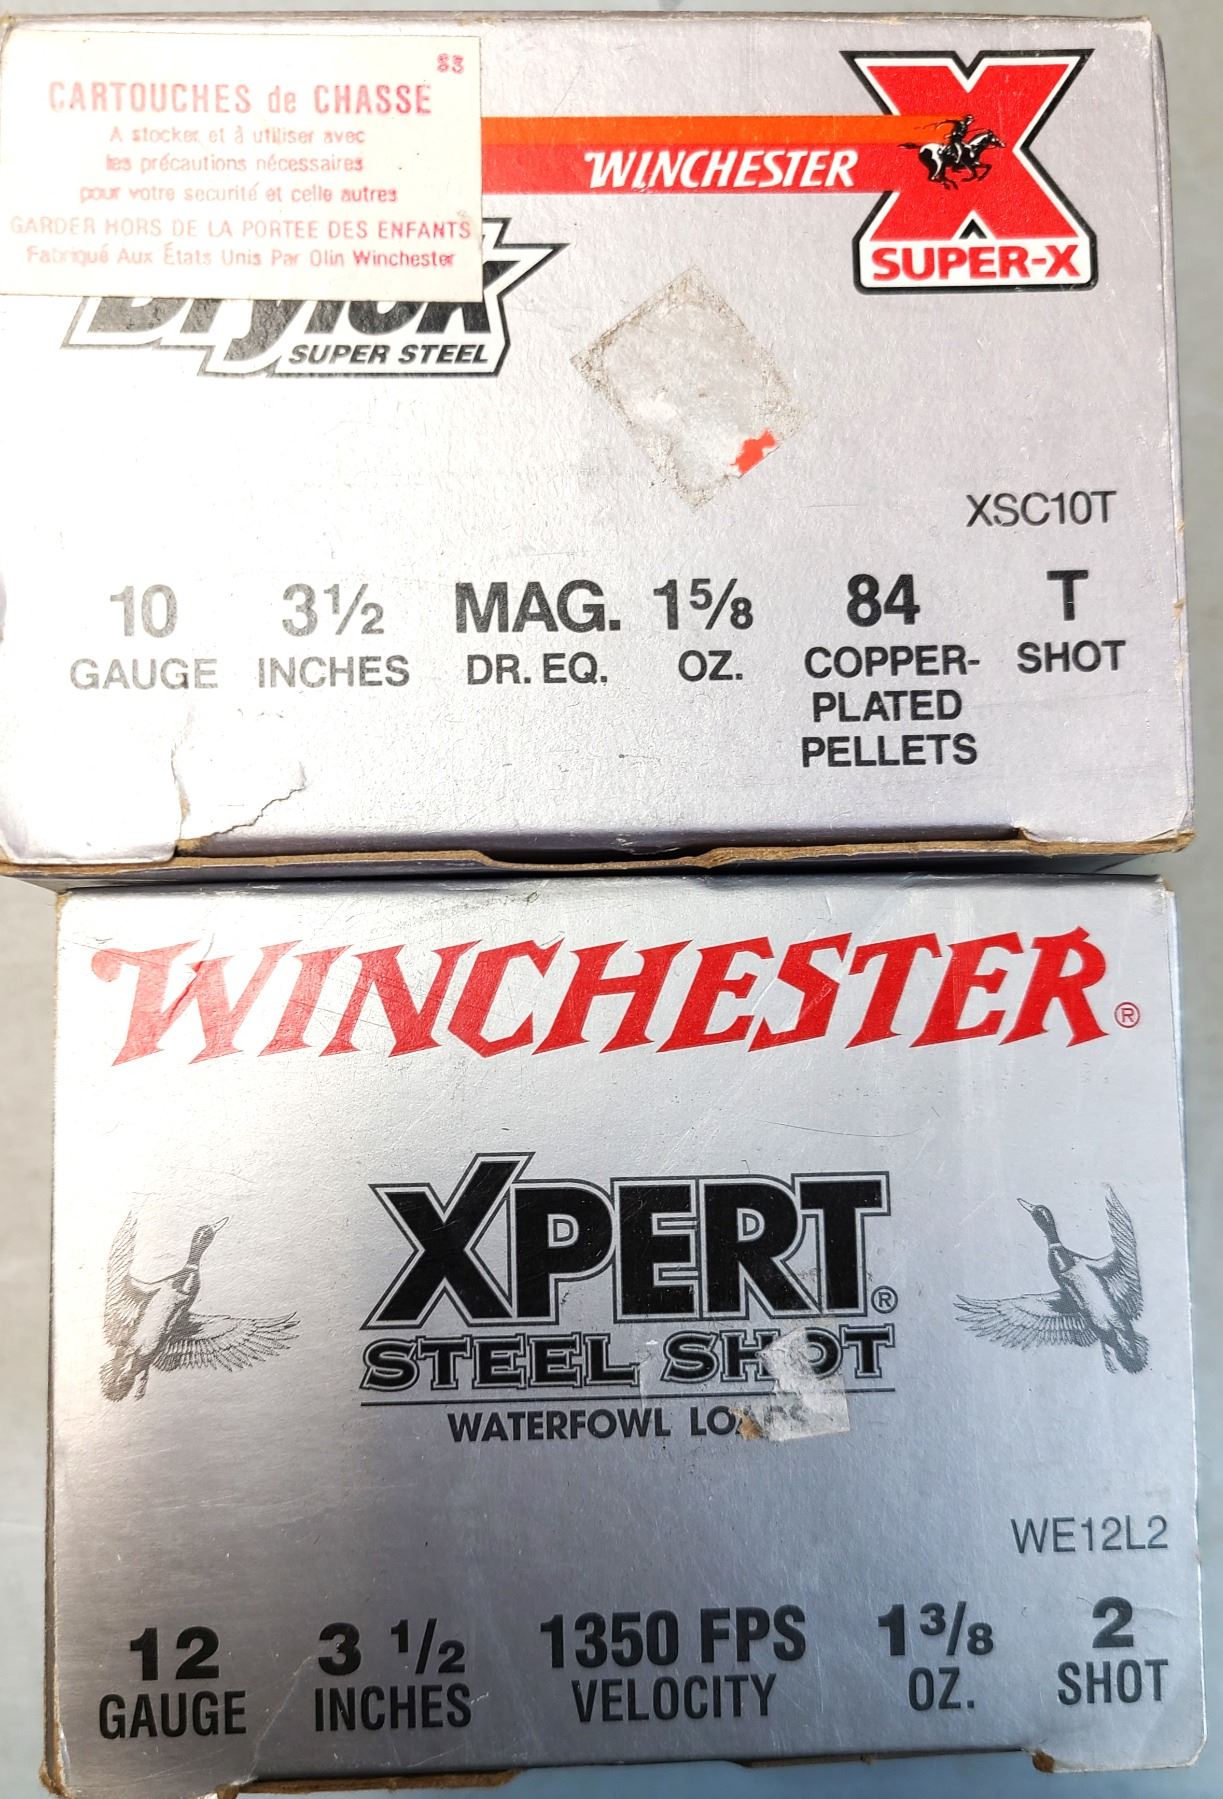 83
CARTOUCHES de CHASSE
A stocker et à utiliser avec
les précautions nécessaires
pour votre securité et celle autres
GARDER HORS DE LA PORTEE DES ENFANTS
Fabriqué Aux États Unis Par Olin Winchester
WINCHESTER
SUPER-X
Drylok
SUPER STEEL
XSC10T
10 3½ MAG. 1⅝ 84 T
GAUGE INCHES DR. EQ. OZ. COPPER- SHOT
PLATED
PELLETS
WINCHESTER®
XPERT®
STEEL SHOT
WATERFOWL LOADS
WE12L2
12 3 1/2 1350 FPS 1 3/8 2
GAUGE INCHES VELOCITY OZ. SHOT